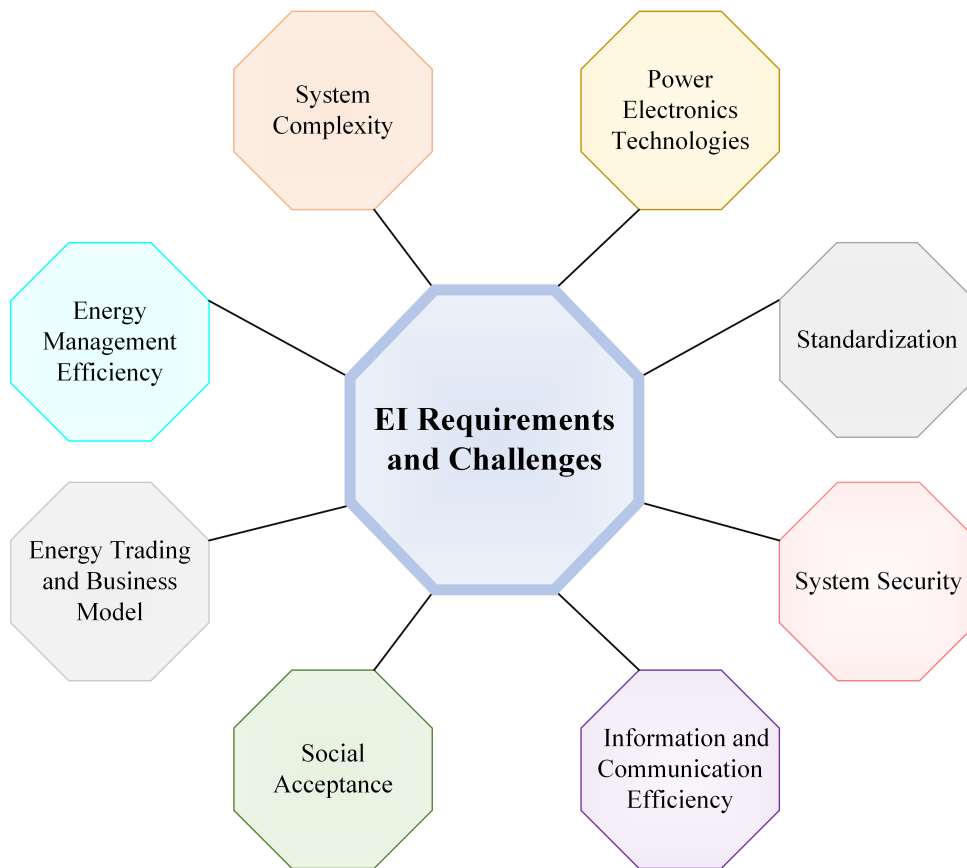 System
Complexity
Power
Electronics
Technologies
Energy
Management
Efficiency
Standardization
EI Requirements
and Challenges
Energy Trading
and Business
Model
System Security
Social
Acceptance
Information and
Communication
Efficiency